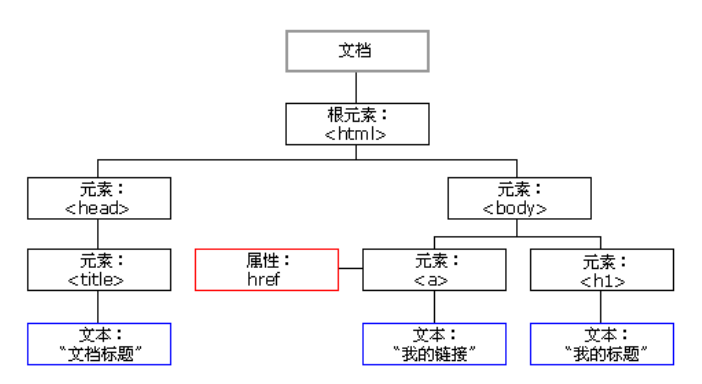 文档
根元素：
<html>
元素：
<head>
元素：
<body>
元素：
<title>
属性：
href
元素：
<a>
元素：
<h1>
文本：
"文档标题"
文本：
"我的链接"
文本：
"我的标题"